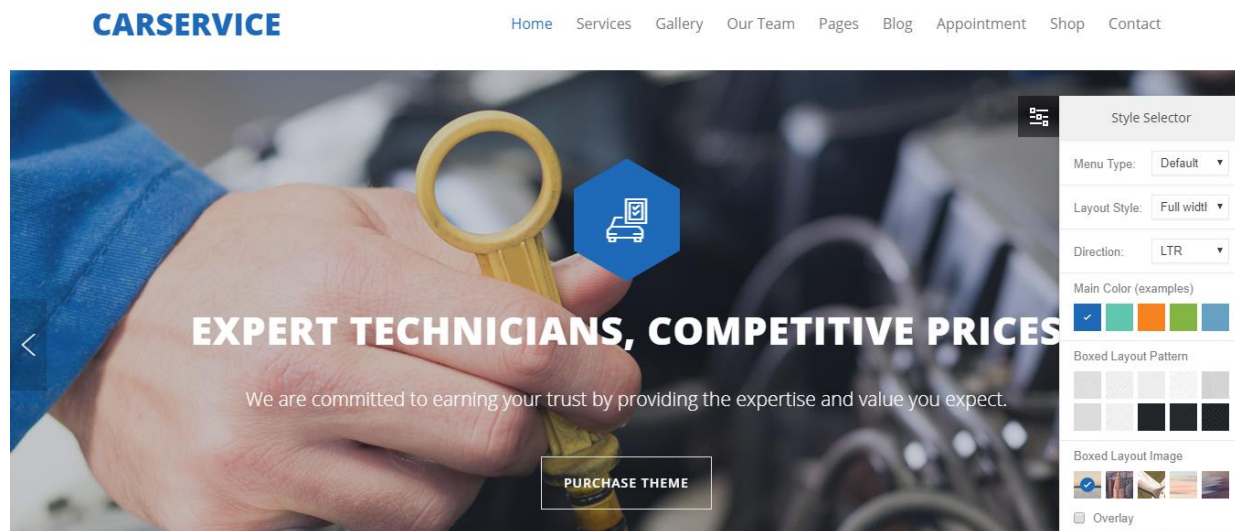 CARSERVICE
Home Services Gallery Our Team Pages Blog Appointment Shop Contact
Style Selector
Menu Type: Default
Layout Style: Full width
Direction: LTR
Main Color (examples)
Boxed Layout Pattern
Boxed Layout Image
Overlay
EXPERT TECHNICIANS, COMPETITIVE PRICES
We are committed to earning your trust by providing the expertise and value you expect.
PURCHASE THEME